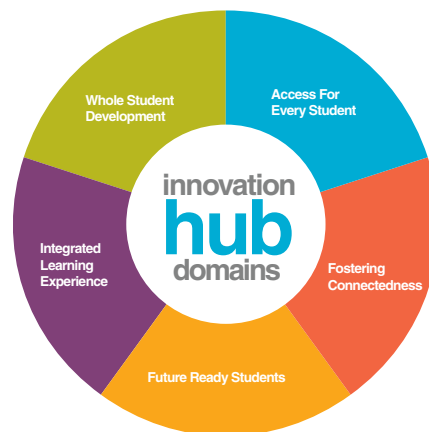 Whole Student
Development
Access For
Every Student
innovation
hub
domains
Integrated
Learning
Experience
Fostering
Connectedness
Future Ready Students